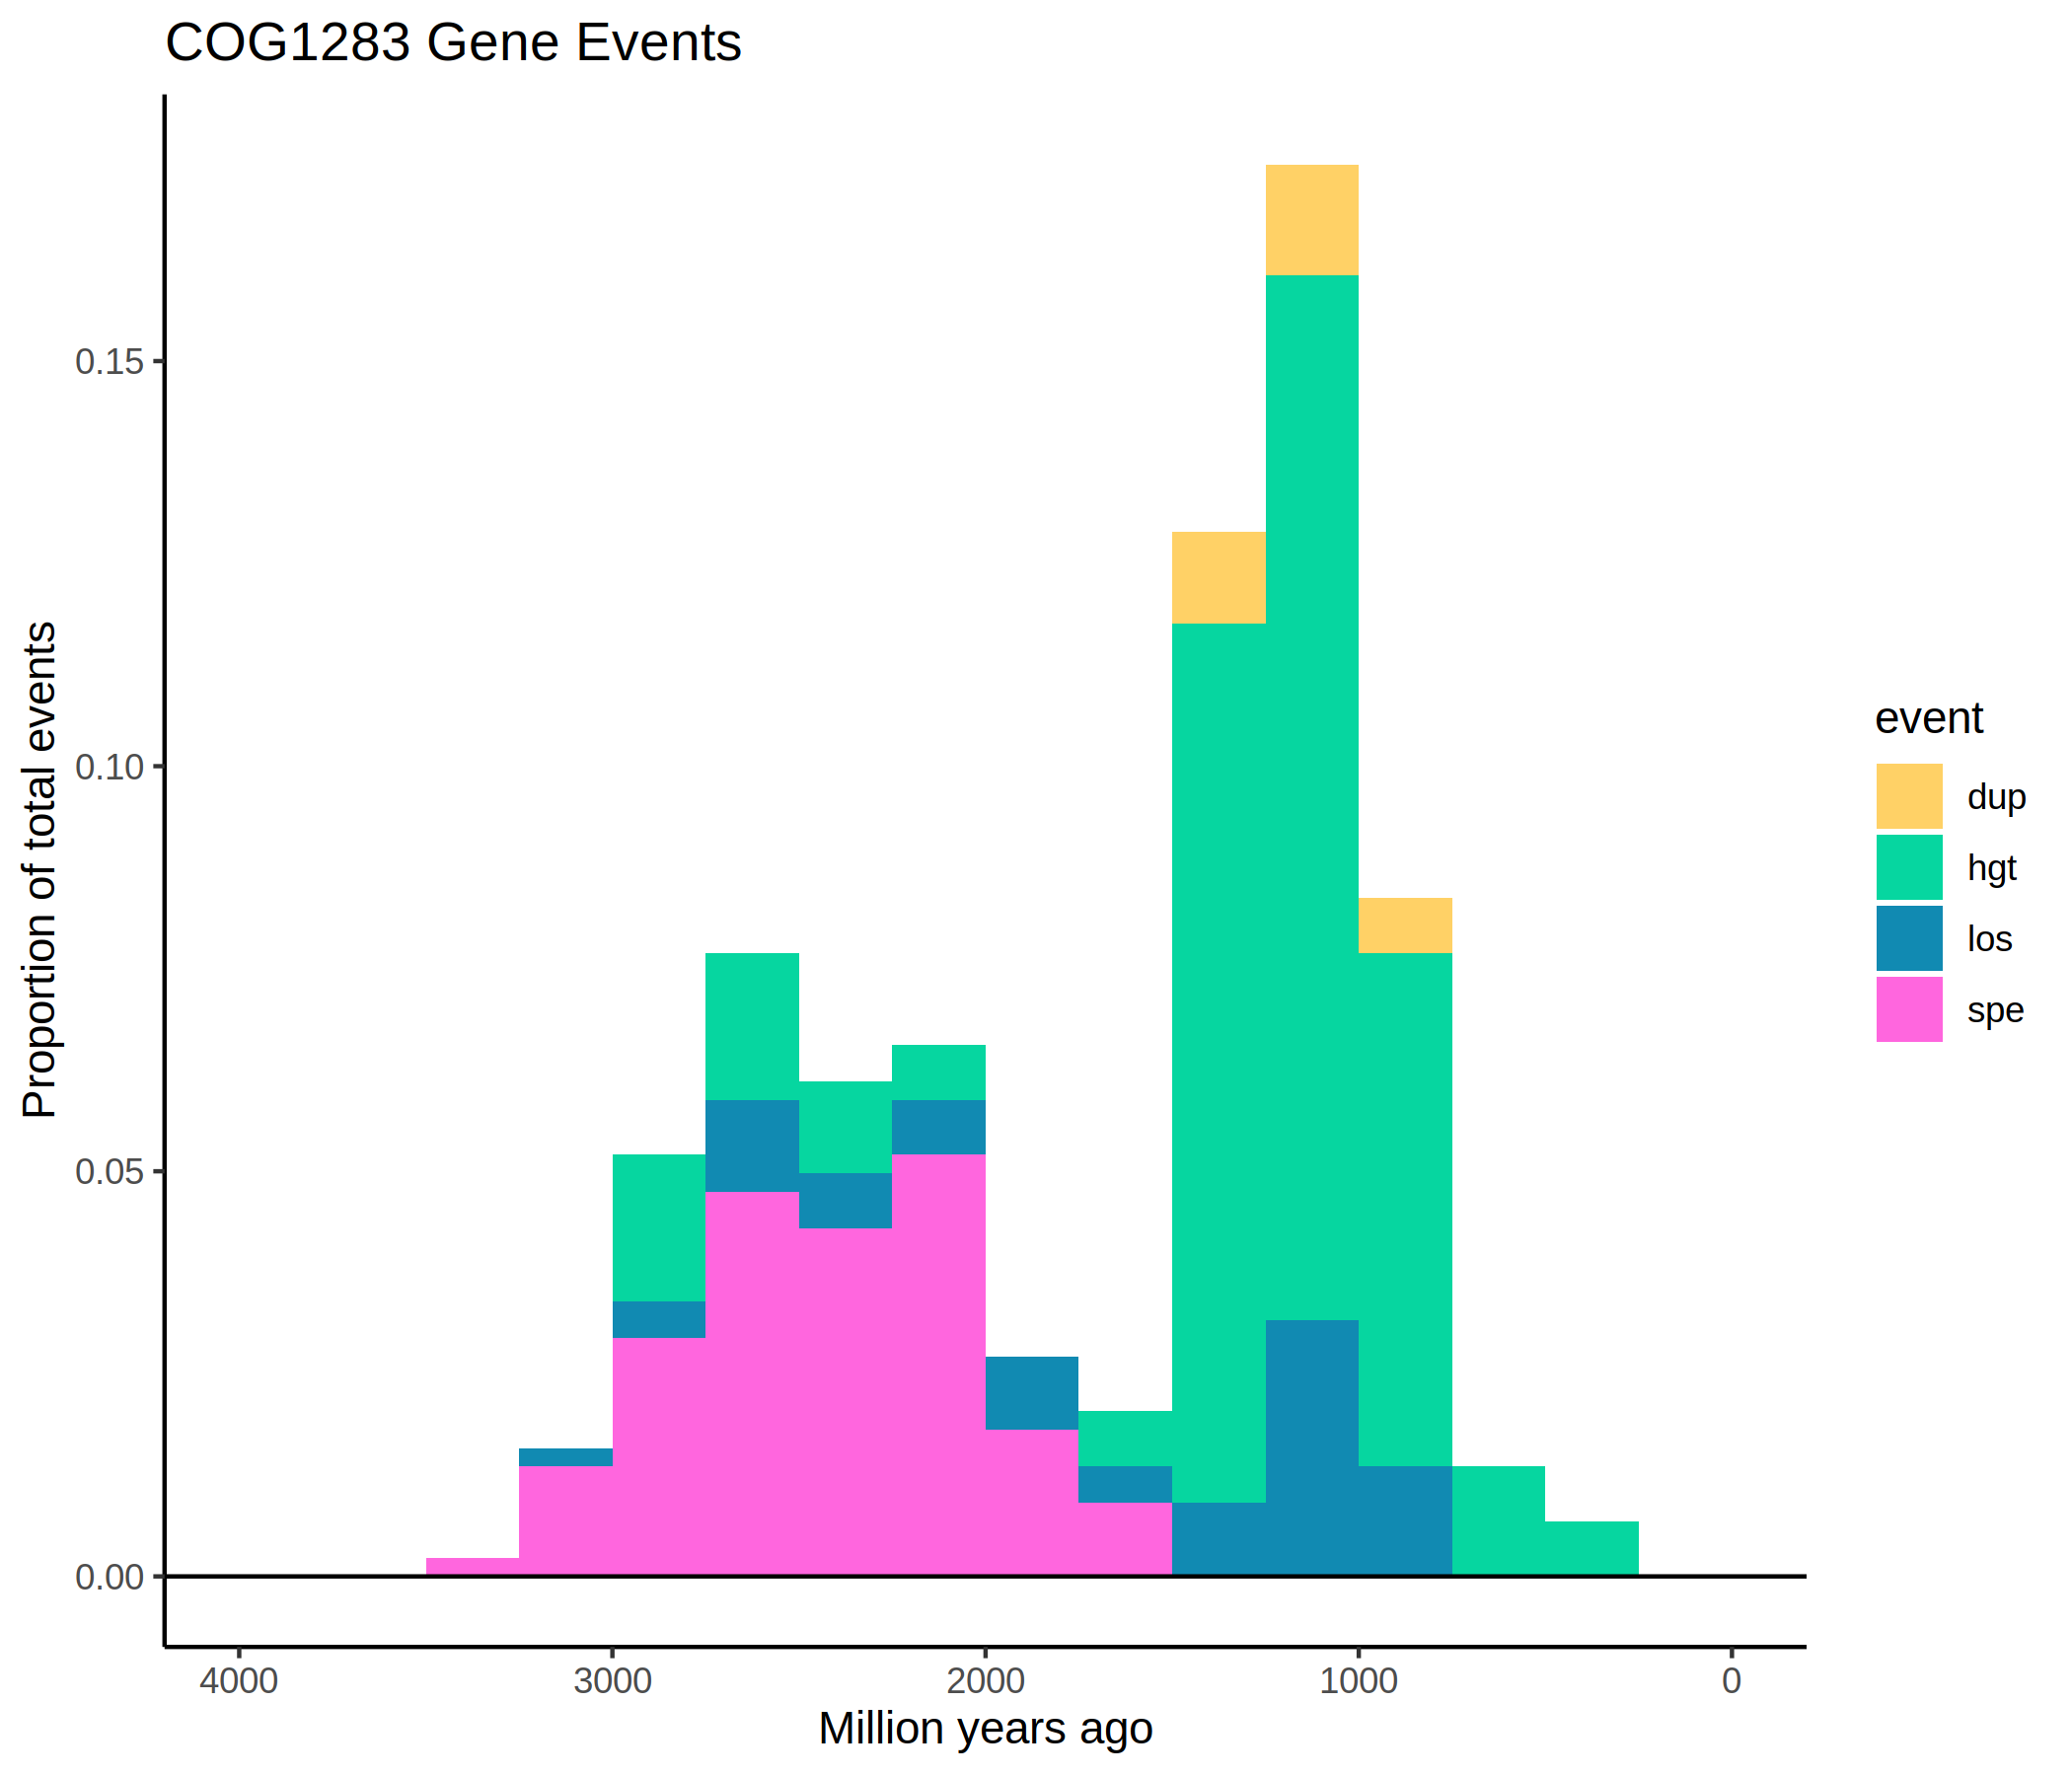 COG1283 Gene Events
Proportion of total events
0.15
0.10
0.05
0.00
4000 3000 2000 1000 0
Million years ago
event
dup
hgt
los
spe